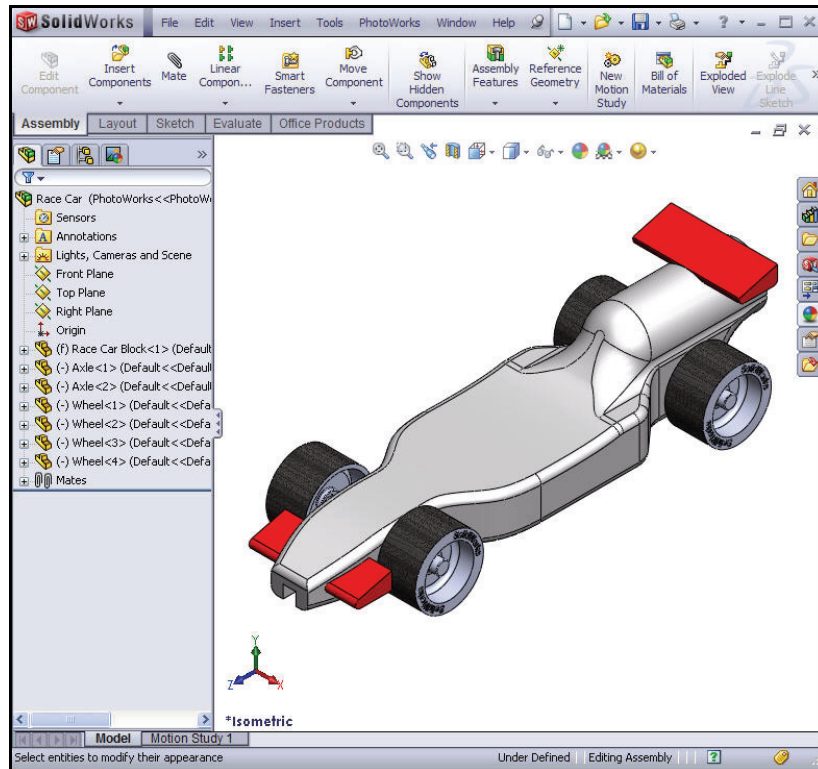 SolidWorks File Edit View Insert Tools PhotoWorks Window Help
Edit Component
Insert Components
Mate
Linear Compon...
Smart Fasteners
Move Component
Show Hidden Components
Assembly Features
Reference Geometry
New Motion Study
Bill of Materials
Exploded View
Explode Line Sketch
Assembly Layout Sketch Evaluate Office Products
Race Car (PhotoWorks<<PhotoW
Sensors
Annotations
Lights, Cameras and Scene
Front Plane
Top Plane
Right Plane
Origin
(f) Race Car Block<1> (Default
(-) Axle<1> (Default<<Defaul
(-) Axle<2> (Default<<Defaul
(-) Wheel<1> (Default<<Defa
(-) Wheel<2> (Default<<Defa
(-) Wheel<3> (Default<<Defa
(-) Wheel<4> (Default<<Defa
Mates
Y
Z
X
*Isometric
Model Motion Study 1
Select entities to modify their appearance Under Defined Editing Assembly